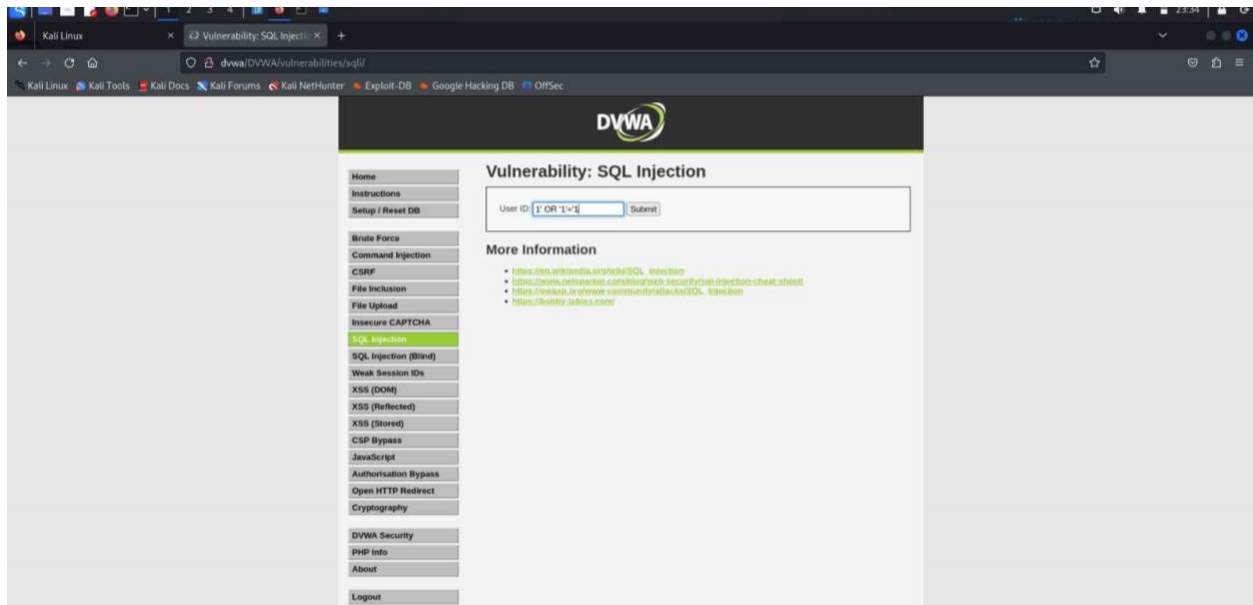 1 2 3 4 23:34
Kali Linux Vulnerability: SQL Injecti
dvwa/DVWA/vulnerabilities/sqli/
Kali Linux Kali Tools Kali Docs Kali Forums Kali NetHunter Exploit-DB Google Hacking DB OffSec
DVWA
Vulnerability: SQL Injection
User ID: 1' OR '1'='1 Submit
More Information
https://en.wikipedia.org/wiki/SQL_injection
https://www.netsparker.com/blog/web-security/sql-injection-cheat-sheet/
https://owasp.org/www-community/attacks/SQL_Injection
https://bobby-tables.com/
Home
Instructions
Setup / Reset DB
Brute Force
Command Injection
CSRF
File Inclusion
File Upload
Insecure CAPTCHA
SQL Injection
SQL Injection (Blind)
Weak Session IDs
XSS (DOM)
XSS (Reflected)
XSS (Stored)
CSP Bypass
JavaScript
Authorisation Bypass
Open HTTP Redirect
Cryptography
DVWA Security
PHP Info
About
Logout